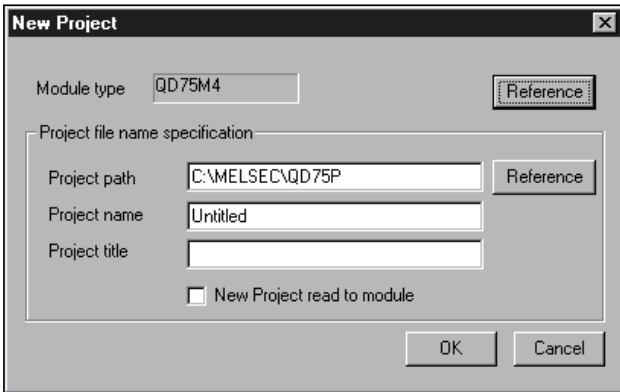 New Project
Module type QD75M4 Reference
Project file name specification
Project path C:\MELSEC\QD75P Reference
Project name Untitled
Project title
New Project read to module
OK Cancel